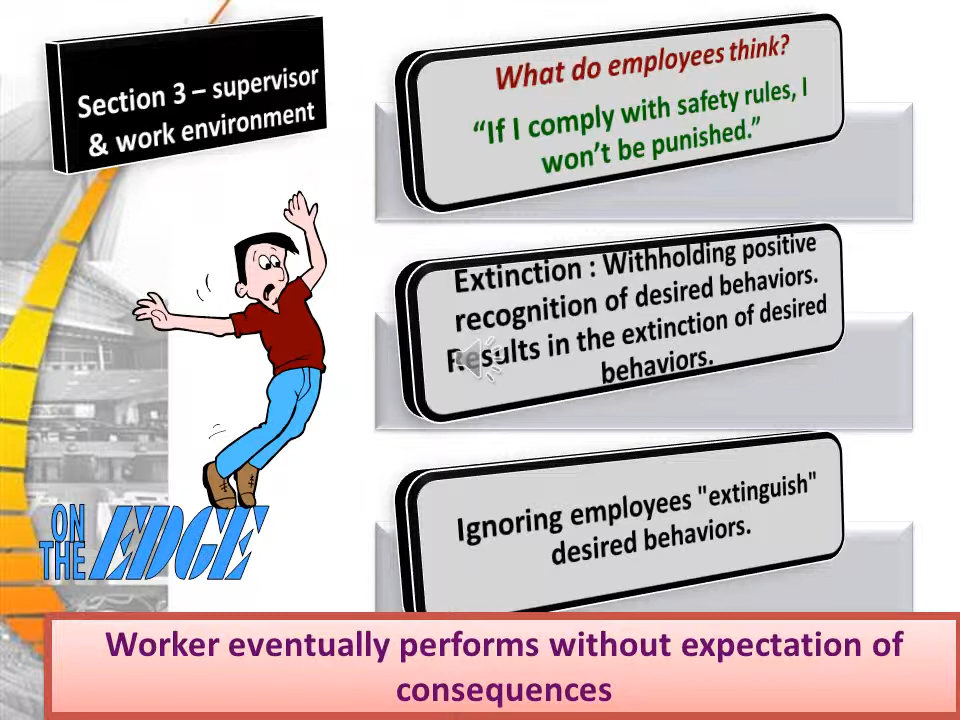 Section 3 – supervisor
& work environment
What do employees think?
“If I comply with safety rules, I
won’t be punished.”
Extinction : Withholding positive
recognition of desired behaviors.
Results in the extinction of desired
behaviors.
Ignoring employees "extinguish"
desired behaviors.
ON
THE EDGE
Worker eventually performs without expectation of
consequences